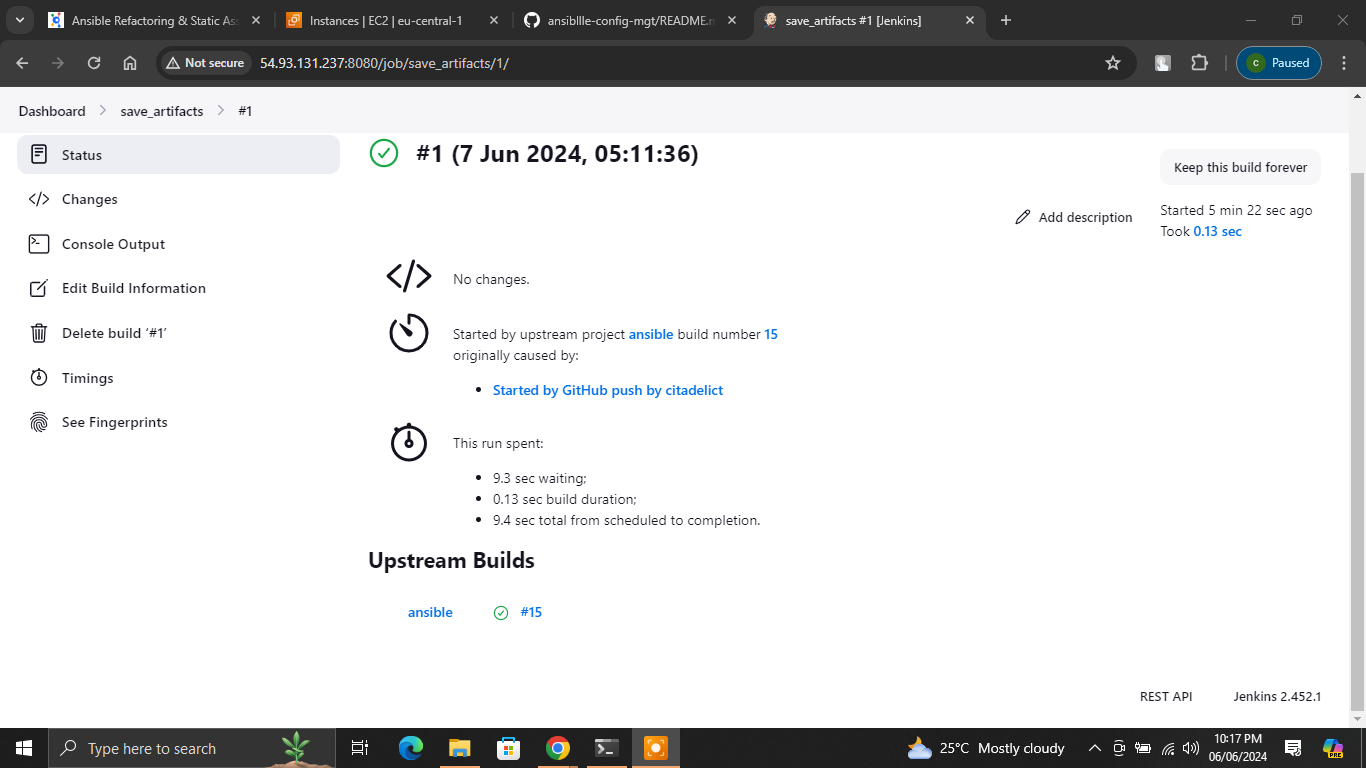 Ansible Refactoring & Static As
Instances | EC2 | eu-central-1
ansibllle-config-mgt/README.m
save_artifacts #1 [Jenkins]
Not secure
54.93.131.237:8080/job/save_artifacts/1/
C
Paused
Dashboard
save_artifacts
#1
Status
Changes
Console Output
Edit Build Information
Delete build ‘#1’
Timings
See Fingerprints
#1 (7 Jun 2024, 05:11:36)
Keep this build forever
Add description
Started 5 min 22 sec ago
Took 0.13 sec
No changes.
Started by upstream project ansible build number 15
originally caused by:
Started by GitHub push by citadelict
This run spent:
9.3 sec waiting;
0.13 sec build duration;
9.4 sec total from scheduled to completion.
Upstream Builds
ansible
#15
REST API
Jenkins 2.452.1
Type here to search
25°C Mostly cloudy
10:17 PM
06/06/2024
PRE